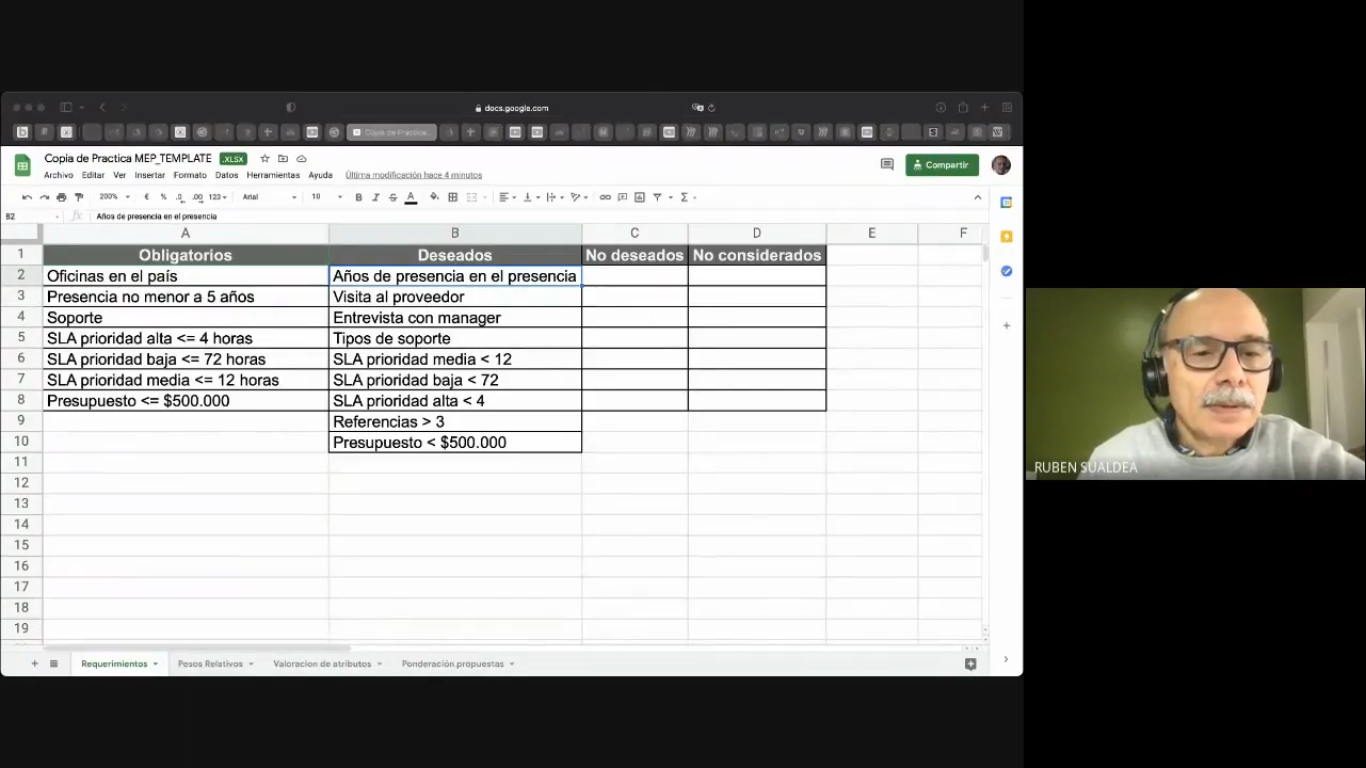 docs.google.com
Copia de Practica...
Copia de Practica MEP_TEMPLATE .XLSX
Compartir
Archivo Editar Ver Insertar Formato Datos Herramientas Ayuda Última modificación hace 4 minutos
200% € % .0 .00 123 Arial 10 B I S A
B2 fx Años de presencia en el presencia
A B C D E F
1 Obligatorios Deseados No deseados No considerados
2 Oficinas en el país Años de presencia en el presencia
3 Presencia no menor a 5 años Visita al proveedor
4 Soporte Entrevista con manager
5 SLA prioridad alta <= 4 horas Tipos de soporte
6 SLA prioridad baja <= 72 horas SLA prioridad media < 12
7 SLA prioridad media <= 12 horas SLA prioridad baja < 72
8 Presupuesto <= $500.000 SLA prioridad alta < 4
9 Referencias > 3
10 Presupuesto < $500.000
11
12
13
14
15
16
17
18
19
RUBEN SUALDEA
Requerimientos Pesos Relativos Valoracion de atributos Ponderación propuestas